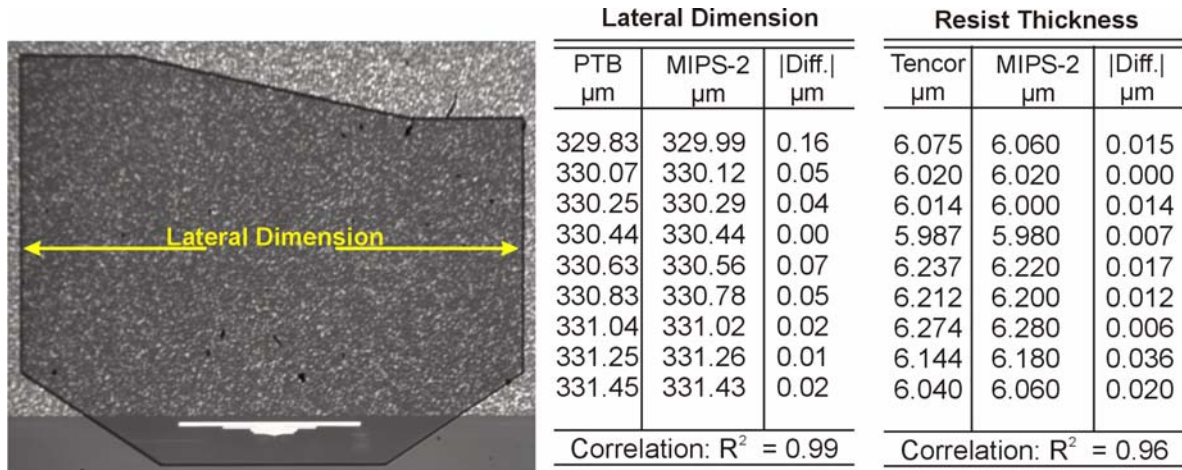 Lateral Dimension
Lateral Dimension
PTB MIPS-2 |Diff.|
µm µm µm
329.83 329.99 0.16
330.07 330.12 0.05
330.25 330.29 0.04
330.44 330.44 0.00
330.63 330.56 0.07
330.83 330.78 0.05
331.04 331.02 0.02
331.25 331.26 0.01
331.45 331.43 0.02
Correlation: R² = 0.99
Resist Thickness
Tencor MIPS-2 |Diff.|
µm µm µm
6.075 6.060 0.015
6.020 6.020 0.000
6.014 6.000 0.014
5.987 5.980 0.007
6.237 6.220 0.017
6.212 6.200 0.012
6.274 6.280 0.006
6.144 6.180 0.036
6.040 6.060 0.020
Correlation: R² = 0.96